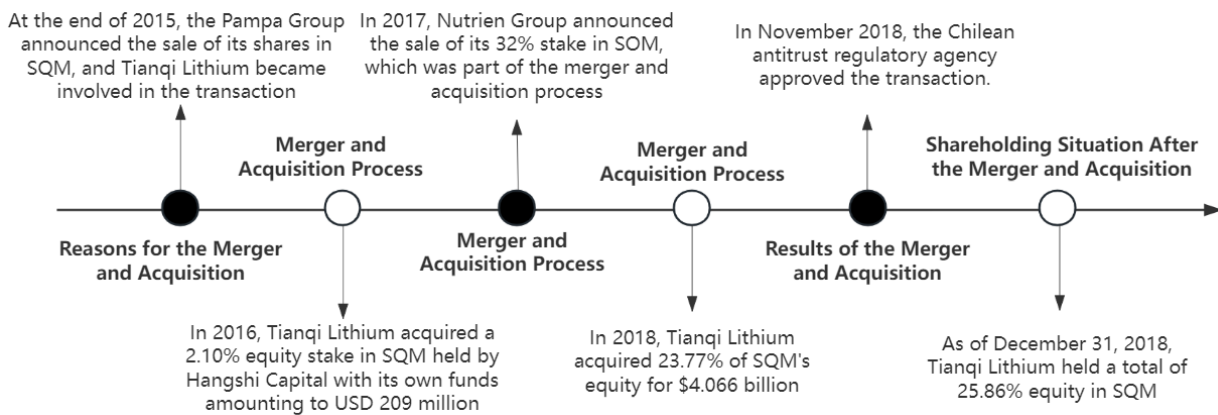 At the end of 2015, the Pampa Group
announced the sale of its shares in
SQM, and Tianqi Lithium became
involved in the transaction
In 2017, Nutrien Group announced
the sale of its 32% stake in SOM,
which was part of the merger and
acquisition process
In November 2018, the Chilean
antitrust regulatory agency
approved the transaction.
Merger and
Acquisition Process
Merger and
Acquisition Process
Shareholding Situation After
the Merger and Acquisition
Reasons for the Merger
and Acquisition
Merger and
Acquisition Process
Results of the Merger
and Acquisition
In 2016, Tianqi Lithium acquired a
2.10% equity stake in SQM held by
Hangshi Capital with its own funds
amounting to USD 209 million
In 2018, Tianqi Lithium
acquired 23.77% of SQM's
equity for $4.066 billion
As of December 31, 2018,
Tianqi Lithium held a total of
25.86% equity in SQM